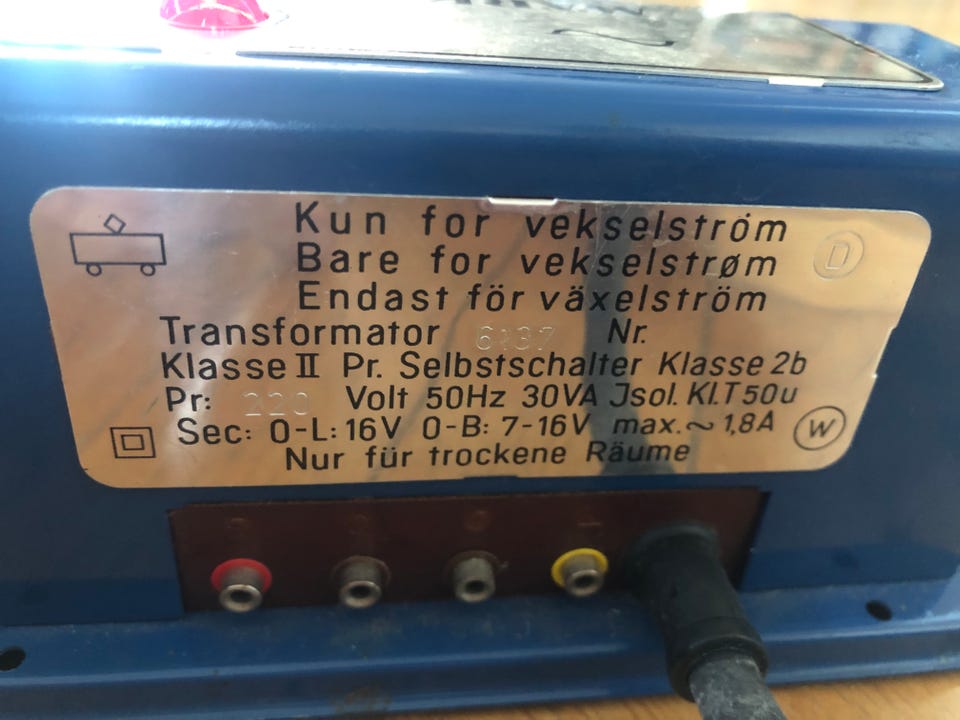 Kun for vekselström
Bare for vekselstrøm
Endast för växelström
Transformator 6137 Nr.
Klasse II Pr. Selbstschalter Klasse 2b
Pr: 220 Volt 50Hz 30VA Jsol. Kl.T50u
Sec: 0-L: 16V 0-B: 7-16V max.~ 1,8A
Nur für trockene Räume
D
W